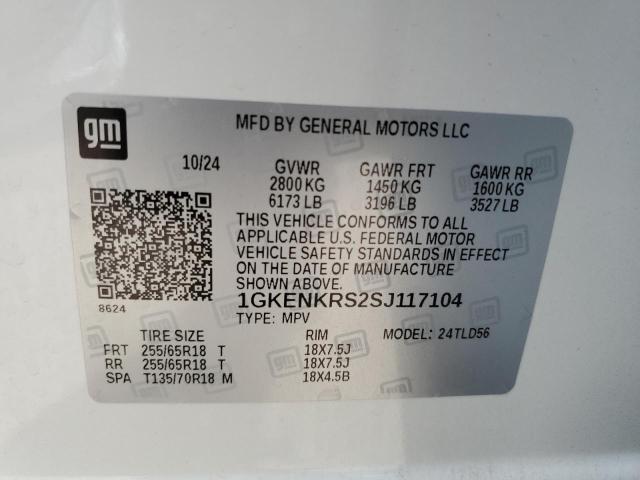 gm
MFD BY GENERAL MOTORS LLC
10/24 GVWR GAWR FRT GAWR RR
2800 KG 1450 KG 1600 KG
6173 LB 3196 LB 3527 LB
THIS VEHICLE CONFORMS TO ALL
APPLICABLE U.S. FEDERAL MOTOR
VEHICLE SAFETY STANDARDS IN EFFECT
ON THE DATE OF MANUFACTURE
SHOWN ABOVE.
8624 1GKENKRS2SJ117104
TYPE: MPV MODEL: 24TLD56
TIRE SIZE RIM
FRT 255/65R18 T 18X7.5J
RR 255/65R18 T 18X7.5J
SPA T135/70R18 M 18X4.5B